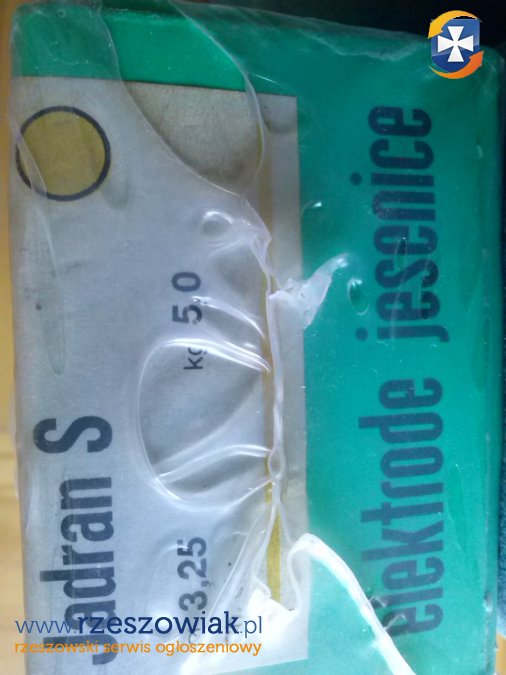 elektrode jesenice
Jadran S
3,25
kg 5,0
www.rzeszowiak.pl
rzeszowski serwis ogłoszeniowy